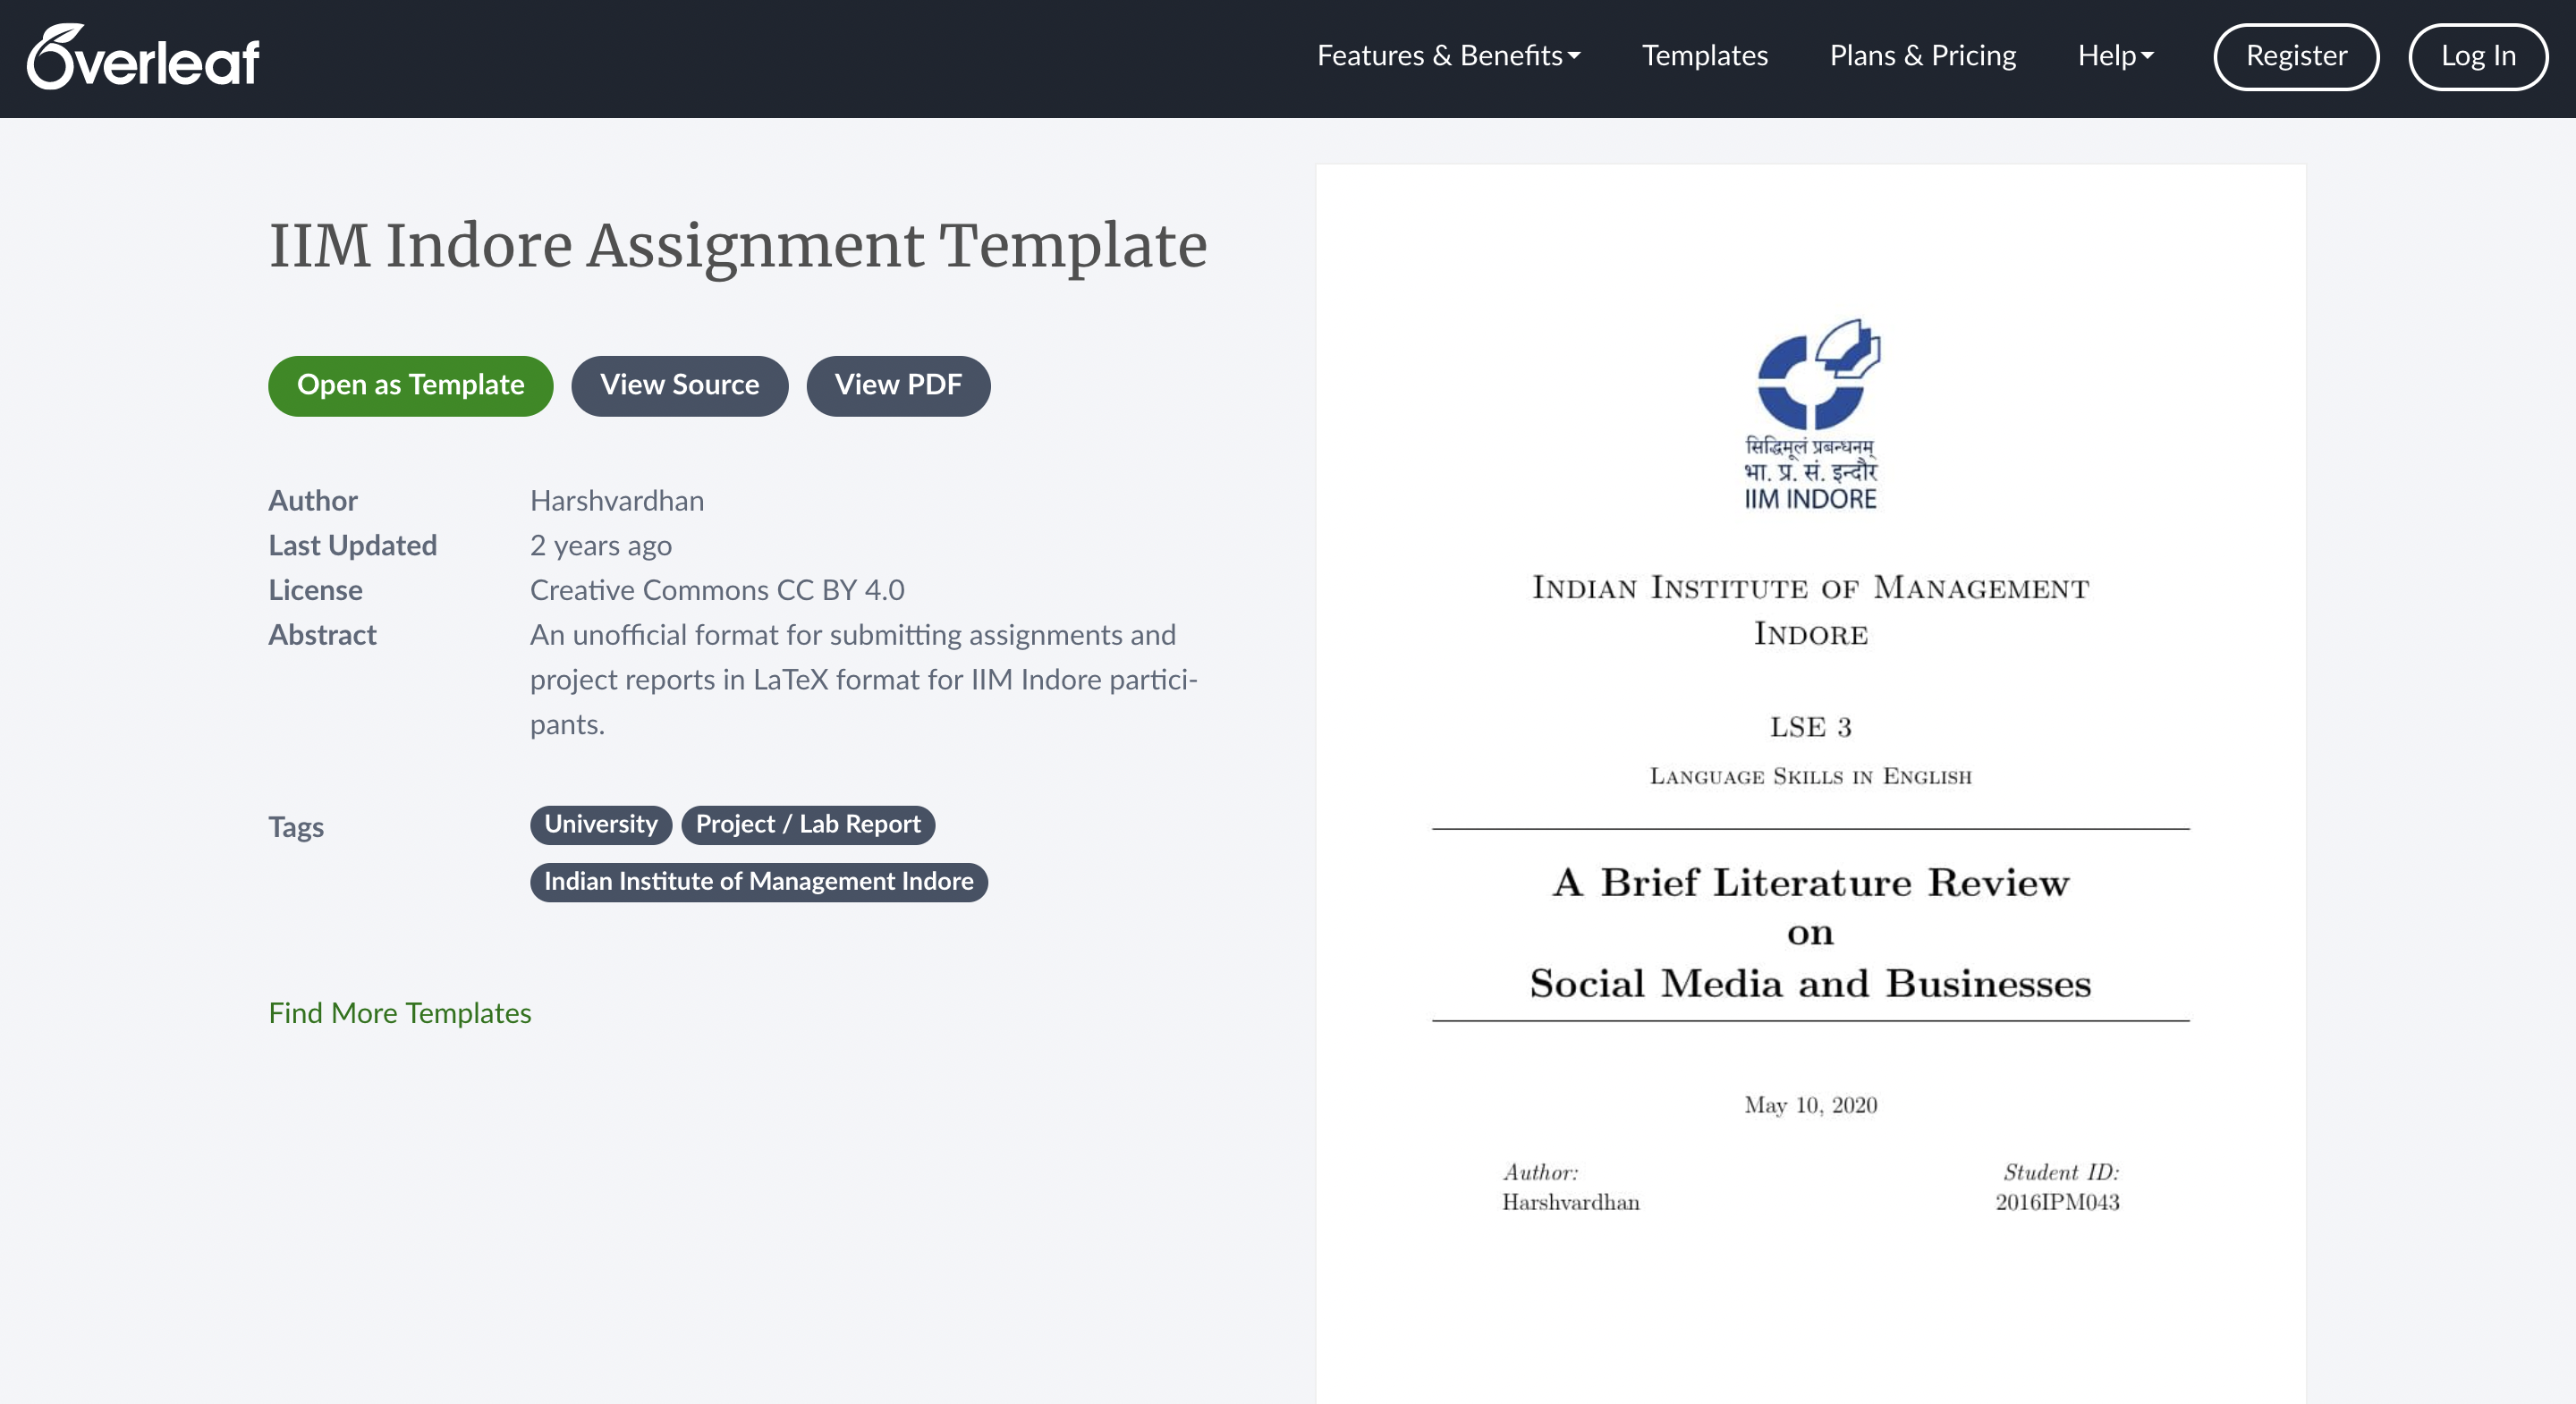 Overleaf
Features & Benefits
Templates
Plans & Pricing
Help
Register
Log In
IIM Indore Assignment Template
Open as Template
View Source
View PDF
Author
Harshvardhan
Last Updated
2 years ago
License
Creative Commons CC BY 4.0
Abstract
An unofficial format for submitting assignments and
project reports in LaTeX format for IIM Indore partici-
pants.
Tags
University
Project / Lab Report
Indian Institute of Management Indore
Find More Templates
सिद्धिमूलं प्रबन्धनम्
भा. प्र. सं. इन्दौर
IIM INDORE
Indian Institute of Management
Indore
LSE 3
Language Skills in English
A Brief Literature Review
on
Social Media and Businesses
May 10, 2020
Author:
Harshvardhan
Student ID:
2016IPM043